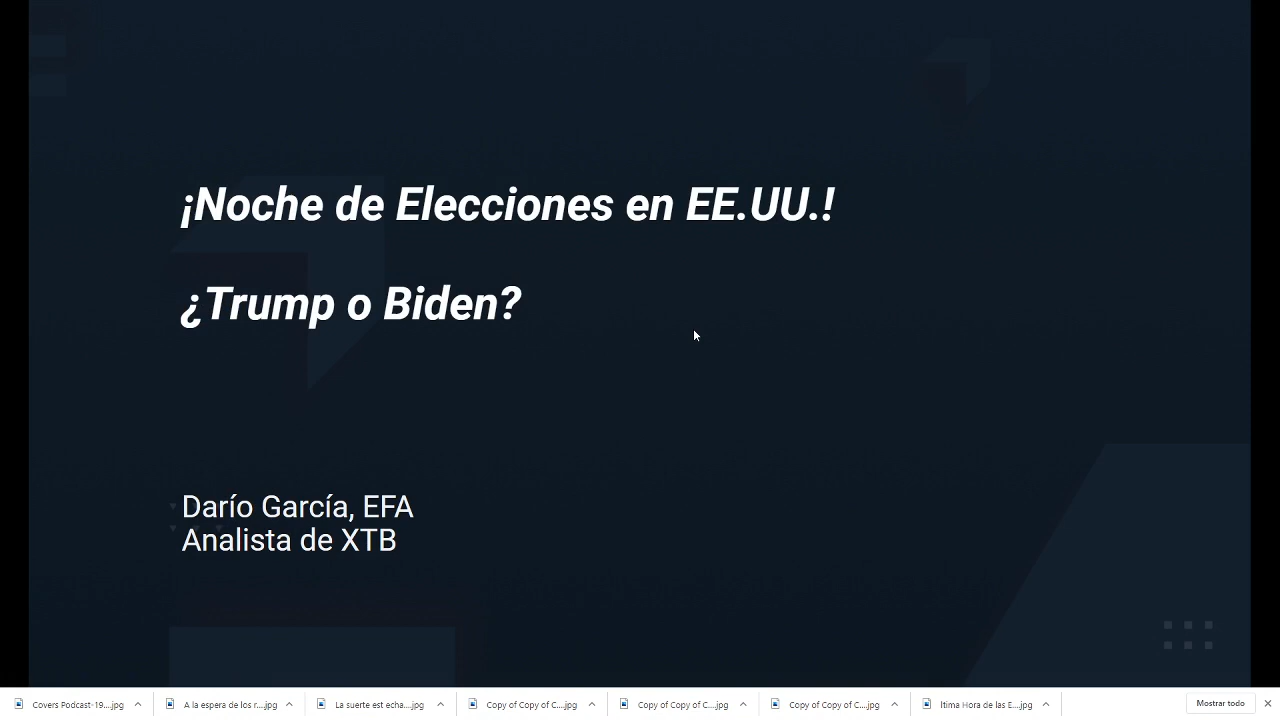 ¡Noche de Elecciones en EE.UU.!
¿Trump o Biden?
Darío García, EFA
Analista de XTB
Covers Podcast-19....jpg
A la espera de los r....jpg
La suerte est echa....jpg
Copy of Copy of C....jpg
Copy of Copy of C....jpg
Copy of Copy of C....jpg
ltima Hora de las E....jpg
Mostrar todo